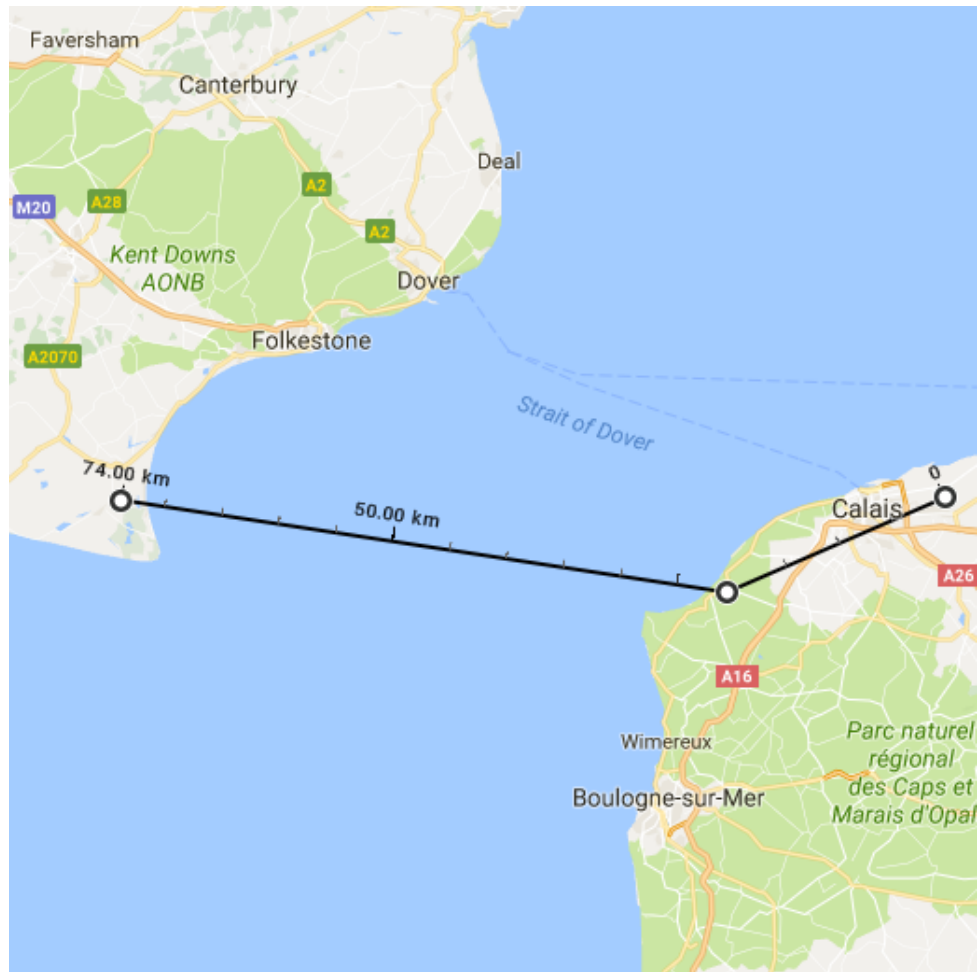 Faversham
Canterbury
Deal
A2
M20
A28
A2
Kent Downs
AONB
Dover
Folkestone
A2070
Strait of Dover
74.00 km
0
50.00 km
Calais
A26
A16
Wimereux
Parc naturel
régional
des Caps et
Marais d'Opal
Boulogne-sur-Mer